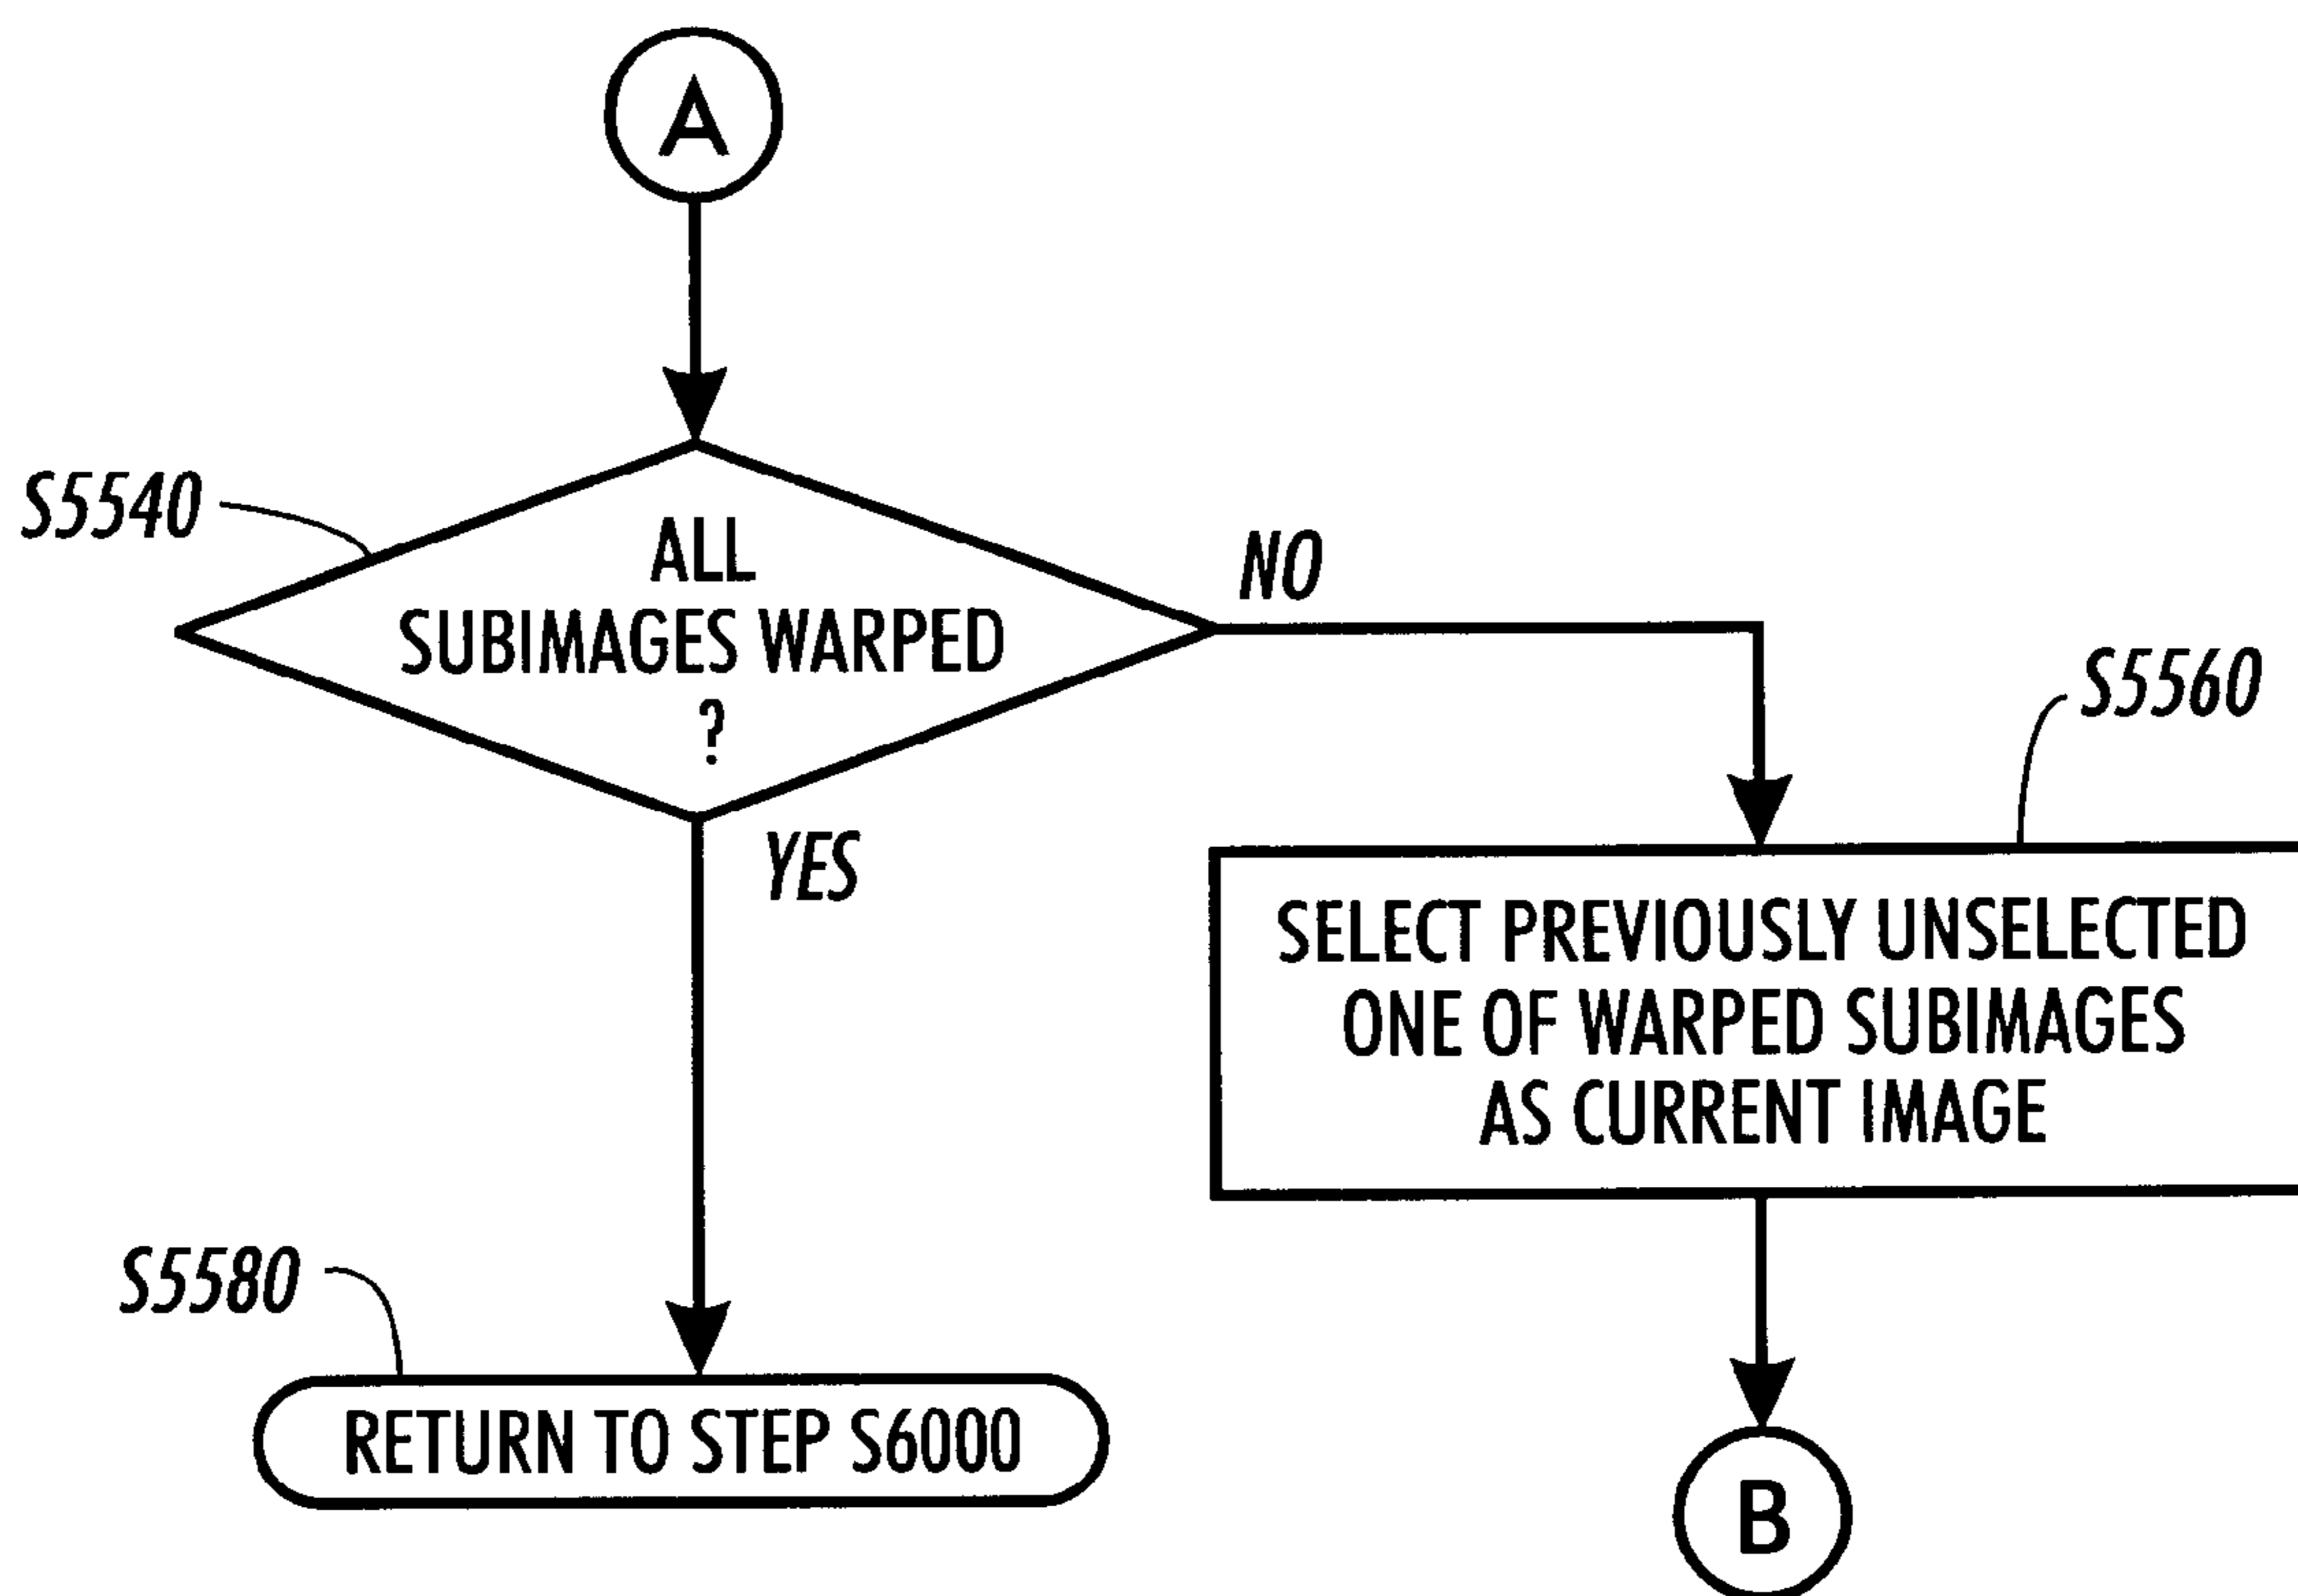 A
S5540
ALL
SUBIMAGES WARPED
?
NO
YES
S5560
SELECT PREVIOUSLY UNSELECTED
ONE OF WARPED SUBIMAGES
AS CURRENT IMAGE
S5580
RETURN TO STEP S6000
B